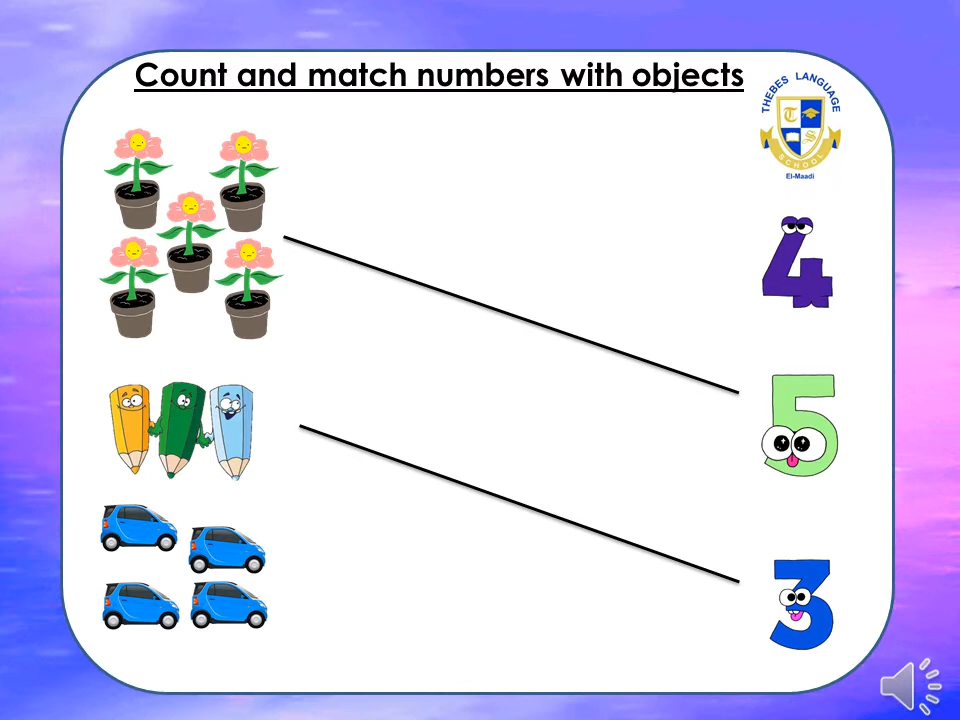 Count and match numbers with objects
THEBES LANGUAGE
T
S
SCHOOL
El-Maadi
4
5
3